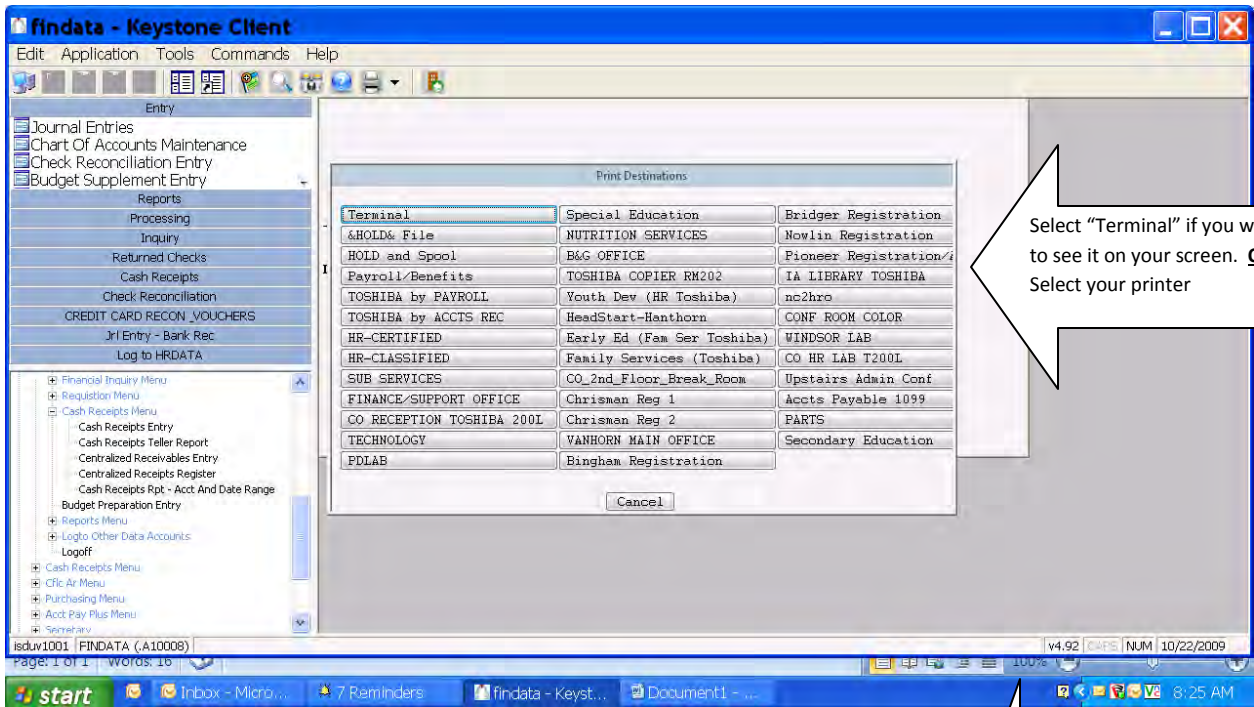 findata - Keystone Client
Edit Application Tools Commands Help
Entry
Journal Entries
Chart Of Accounts Maintenance
Check Reconciliation Entry
Budget Supplement Entry
Reports
Processing
Inquiry
Returned Checks
Cash Receipts
Check Reconciliation
CREDIT CARD RECON _VOUCHERS
Jrl Entry - Bank Rec
Log to HRDATA
Financial Inquiry Menu
Requistion Menu
Cash Receipts Menu
Cash Receipts Entry
Cash Receipts Teller Report
Centralized Receivables Entry
Centralized Receipts Register
Cash Receipts Rpt - Acct And Date Range
Budget Preparation Entry
Reports Menu
Logto Other Data Accounts
Logoff
Cash Receipts Menu
Cfic Ar Menu
Purchasing Menu
Acct Pay Plus Menu
Secretary
Print Destinations
Terminal Special Education Bridger Registration
&HOLD& File NUTRITION SERVICES Nowlin Registration
HOLD and Spool B&G OFFICE Pioneer Registration/
Payroll/Benefits TOSHIBA COPIER RM202 IA LIBRARY TOSHIBA
TOSHIBA by PAYROLL Youth Dev (HR Toshiba) nc2hro
TOSHIBA by ACCTS REC HeadStart-Hanthorn CONF ROOM COLOR
HR-CERTIFIED Early Ed (Fam Ser Toshiba) WINDSOR LAB
HR-CLASSIFIED Family Services (Toshiba) CO HR LAB T200L
SUB SERVICES CO_2nd_Floor_Break_Room Upstairs Admin Conf
FINANCE/SUPPORT OFFICE Chrisman Reg 1 Accts Payable 1099
CO RECEPTION TOSHIBA 200L Chrisman Reg 2 PARTS
TECHNOLOGY VANHORN MAIN OFFICE Secondary Education
PDLAB Bingham Registration
Cancel
Select “Terminal” if you w
to see it on your screen.
Select your printer
isduv1001 FINDATA (.A10008) v4.92 CAPS NUM 10/22/2009
Page: 1 of 1 Words: 16 100%
start Inbox - Micro... 7 Reminders findata - Keyst... Document1 - ... 8:25 AM